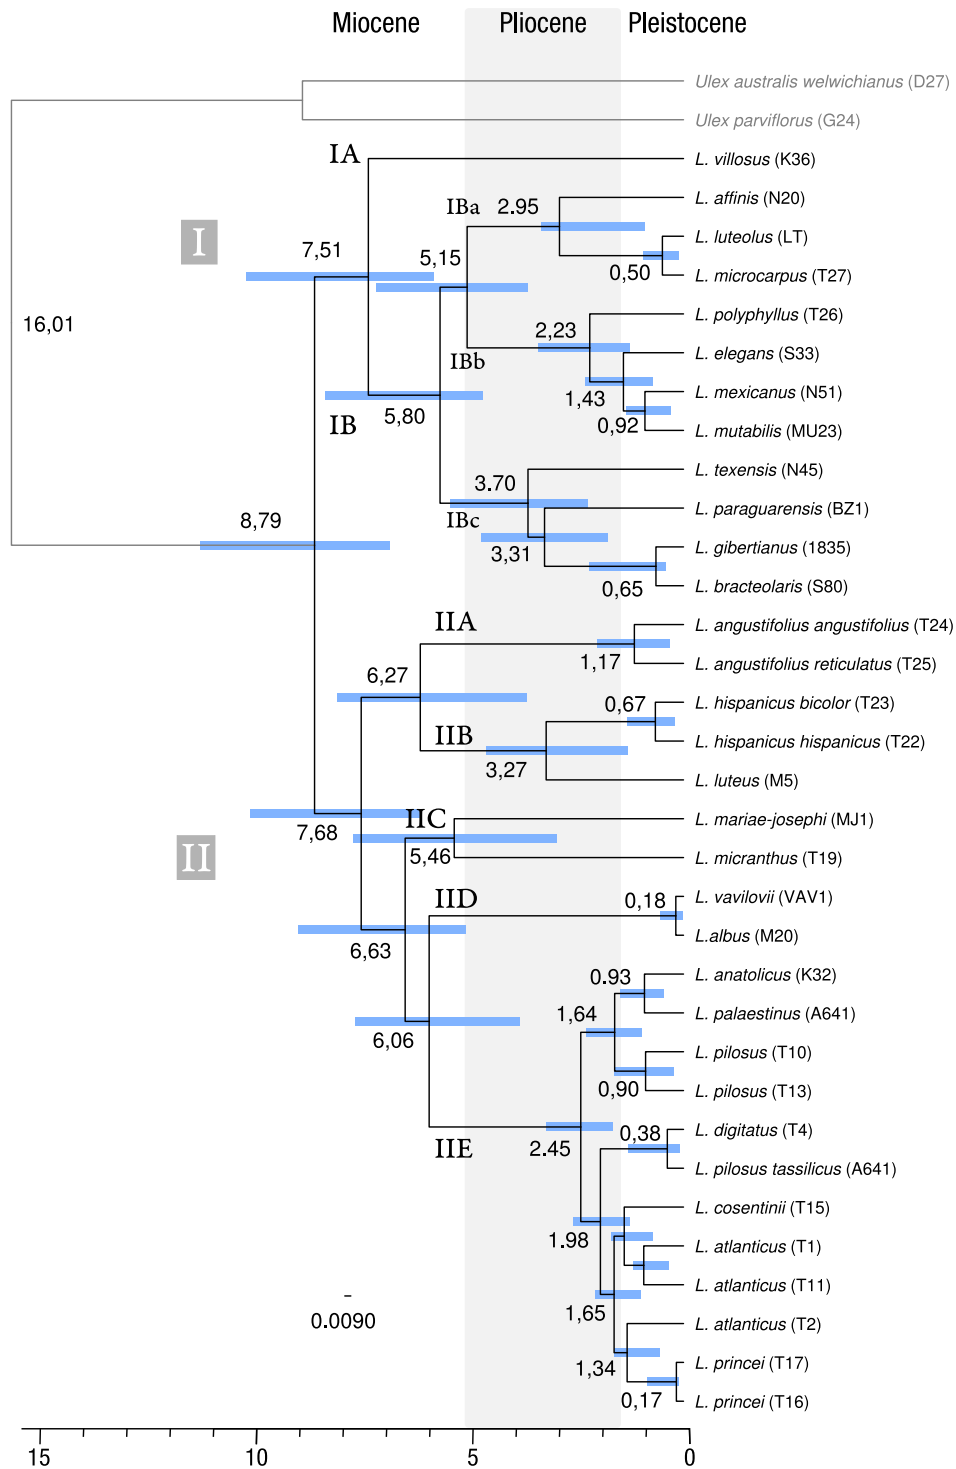 Miocene Pliocene Pleistocene
Ulex australis welwichianus (D27)
Ulex parviflorus (G24)
IA
L. villosus (K36)
2.95
L. affinis (N20)
IBa
I
L. luteolus (LT)
7,51
5,15
0,50
L. microcarpus (T27)
16,01
L. polyphyllus (T26)
2,23
IBb
L. elegans (S33)
1,43
L. mexicanus (N51)
5,80
IB
0,92
L. mutabilis (MU23)
L. texensis (N45)
3.70
L. paraguarensis (BZ1)
8,79
IBc
L. gibertianus (1835)
3,31
0,65
L. bracteolaris (S80)
IIA
L. angustifolius angustifolius (T24)
1,17
L. angustifolius reticulatus (T25)
6,27
0,67
L. hispanicus bicolor (T23)
IIB
L. hispanicus hispanicus (T22)
3,27
L. luteus (M5)
IIC
L. mariae-josephi (MJ1)
7,68
II
5,46
L. micranthus (T19)
IID
0,18
L. vavilovii (VAV1)
L.albus (M20)
6,63
0.93
L. anatolicus (K32)
1,64
L. palaestinus (A641)
6,06
L. pilosus (T10)
0,90
L. pilosus (T13)
0,38
L. digitatus (T4)
IIE
2.45
L. pilosus tassilicus (A641)
L. cosentinii (T15)
1.98
L. atlanticus (T1)
L. atlanticus (T11)
0.0090
1,65
L. atlanticus (T2)
1,34
L. princei (T17)
0,17
L. princei (T16)
15 10 5 0